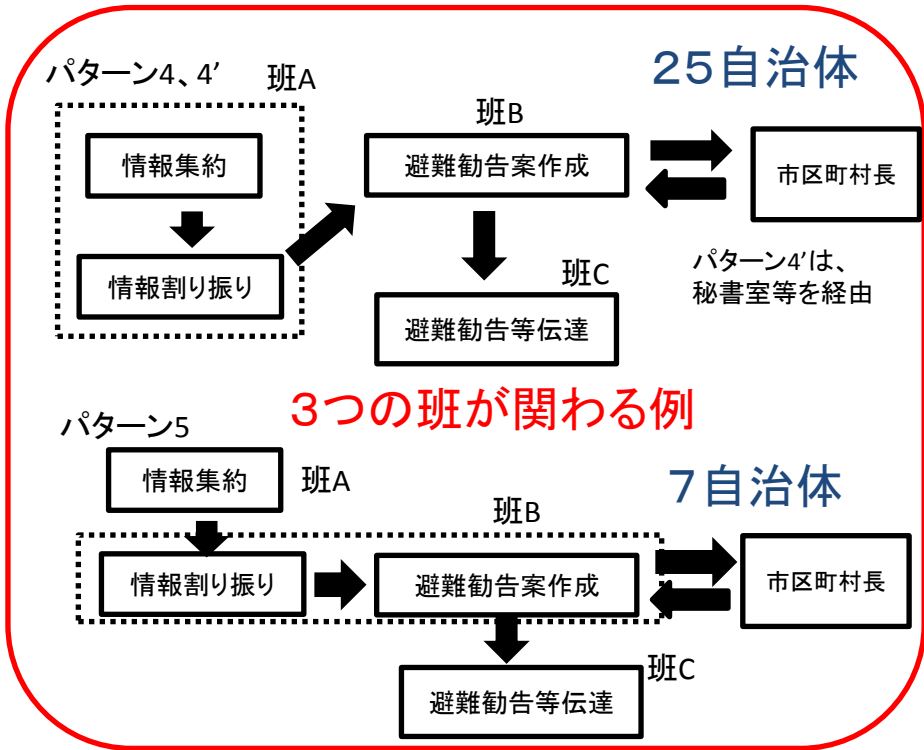 パターン4、4’
班A
25自治体
情報集約
情報割り振り
班B
避難勧告案作成
市区町村長
パターン4’は、
秘書室等を経由
班C
避難勧告等伝達
3つの班が関わる例
パターン5
情報集約
班A
7自治体
班B
情報割り振り
避難勧告案作成
市区町村長
班C
避難勧告等伝達